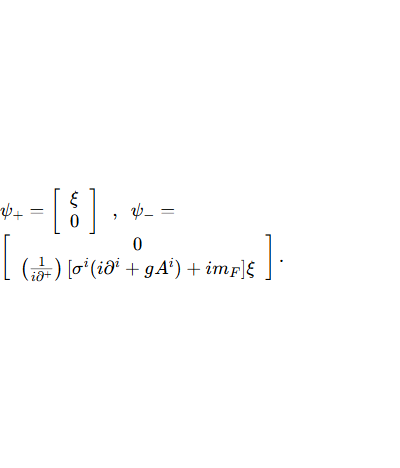 ψ₊ = [ ξ ; 0 ] , ψ₋ =
[ 0 ; (1/(i∂⁺)) [σⁱ(i∂ⁱ + gAⁱ) + im_F]ξ ] .